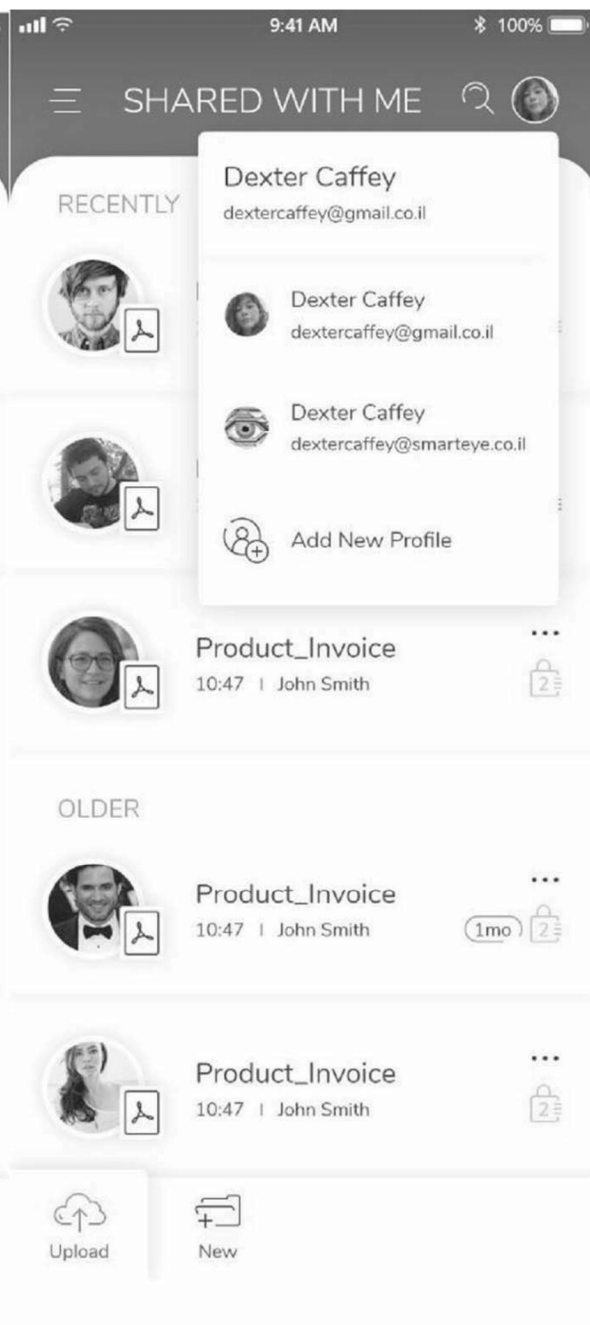 9:41 AM
100%
SHARED WITH ME
Dexter Caffey
dextercaffey@gmail.co.il
RECENTLY
Dexter Caffey
dextercaffey@gmail.co.il
Dexter Caffey
dextercaffey@smarteye.co.il
Add New Profile
Product_Invoice
10:47 | John Smith
2
OLDER
Product_Invoice
10:47 | John Smith
1mo
2
Product_Invoice
10:47 | John Smith
2
Upload
New